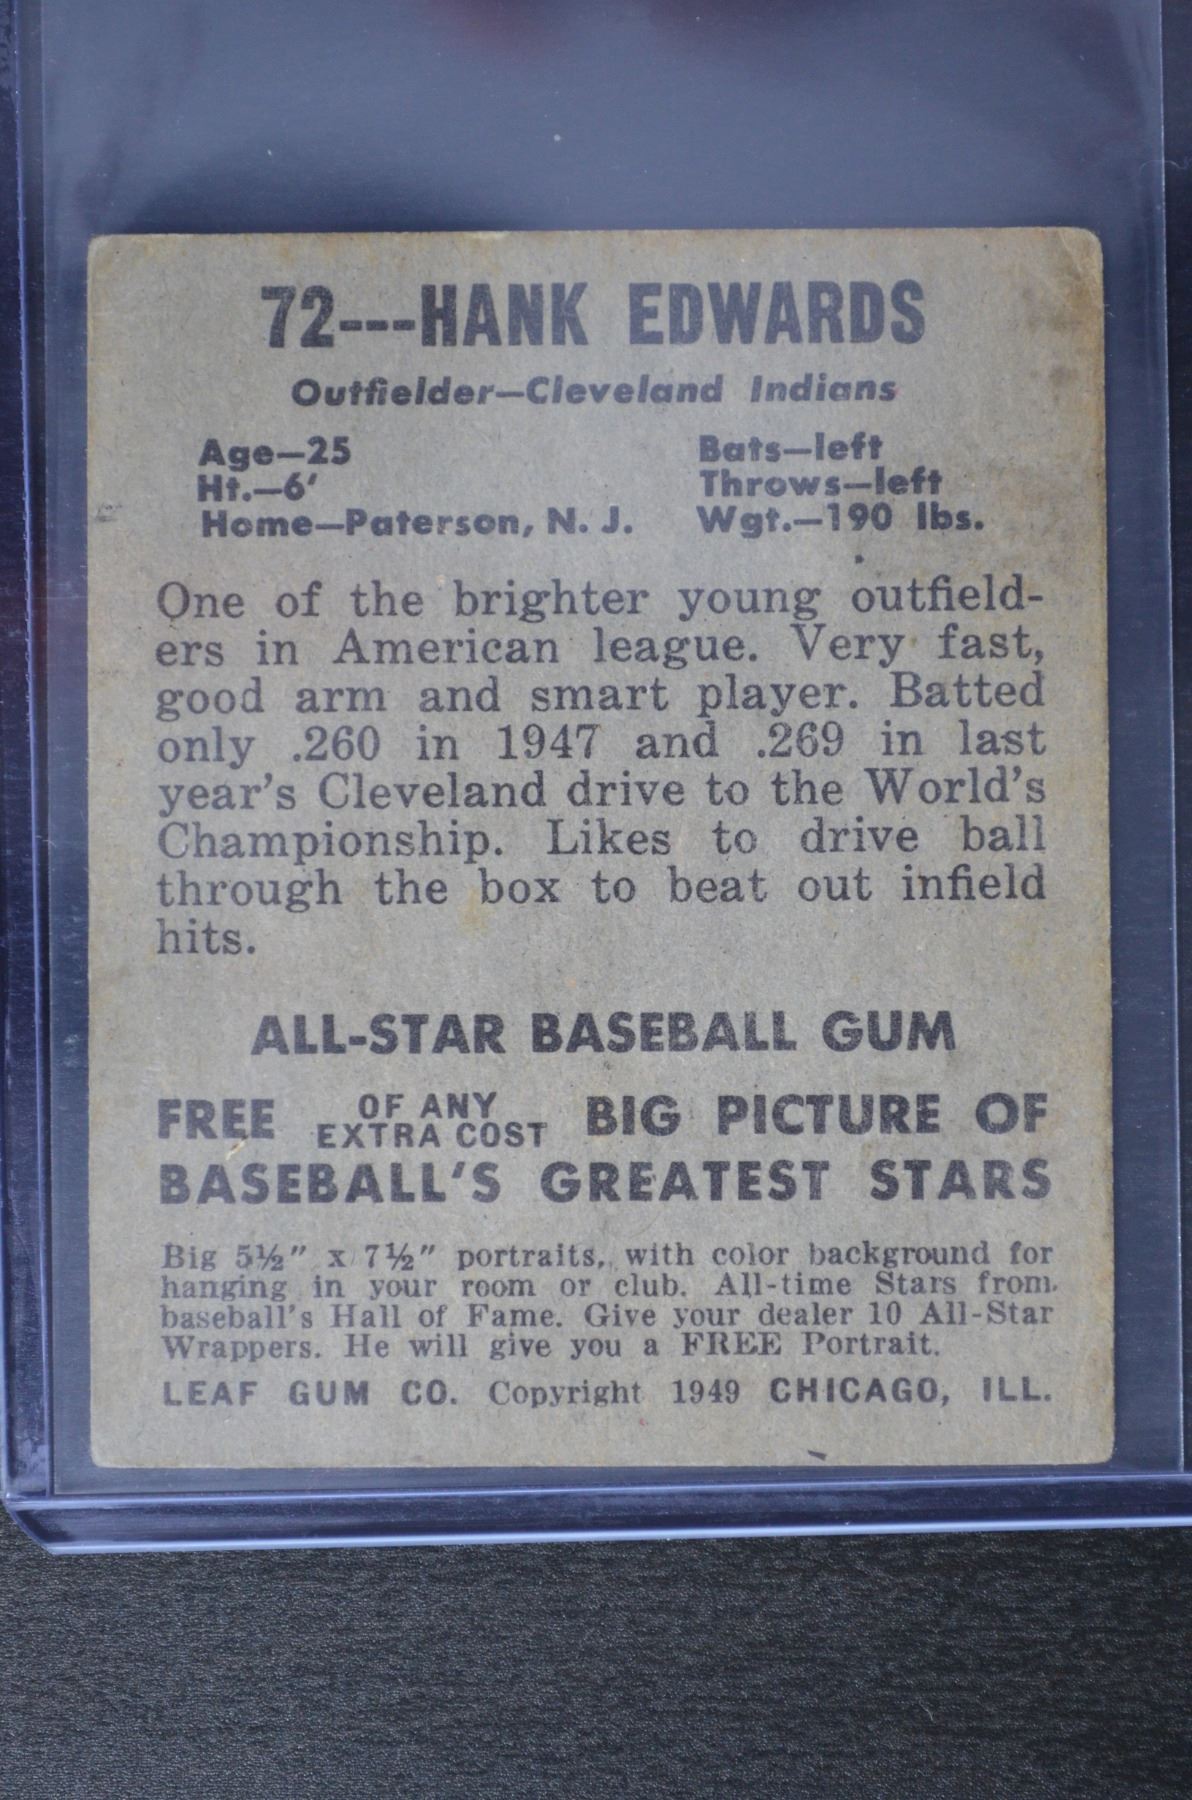 72---HANK EDWARDS
Outfielder—Cleveland Indians
Age—25
Ht.—6'
Home—Paterson, N. J.
Bats—left
Throws—left
Wgt.—190 lbs.
One of the brighter young outfield-
ers in American league. Very fast,
good arm and smart player. Batted
only .260 in 1947 and .269 in last
year's Cleveland drive to the World's
Championship. Likes to drive ball
through the box to beat out infield
hits.
ALL-STAR BASEBALL GUM
FREE OF ANY EXTRA COST BIG PICTURE OF
BASEBALL'S GREATEST STARS
Big 5½" x 7½" portraits, with color background for
hanging in your room or club. All-time Stars from
baseball's Hall of Fame. Give your dealer 10 All-Star
Wrappers. He will give you a FREE Portrait.
LEAF GUM CO. Copyright 1949 CHICAGO, ILL.